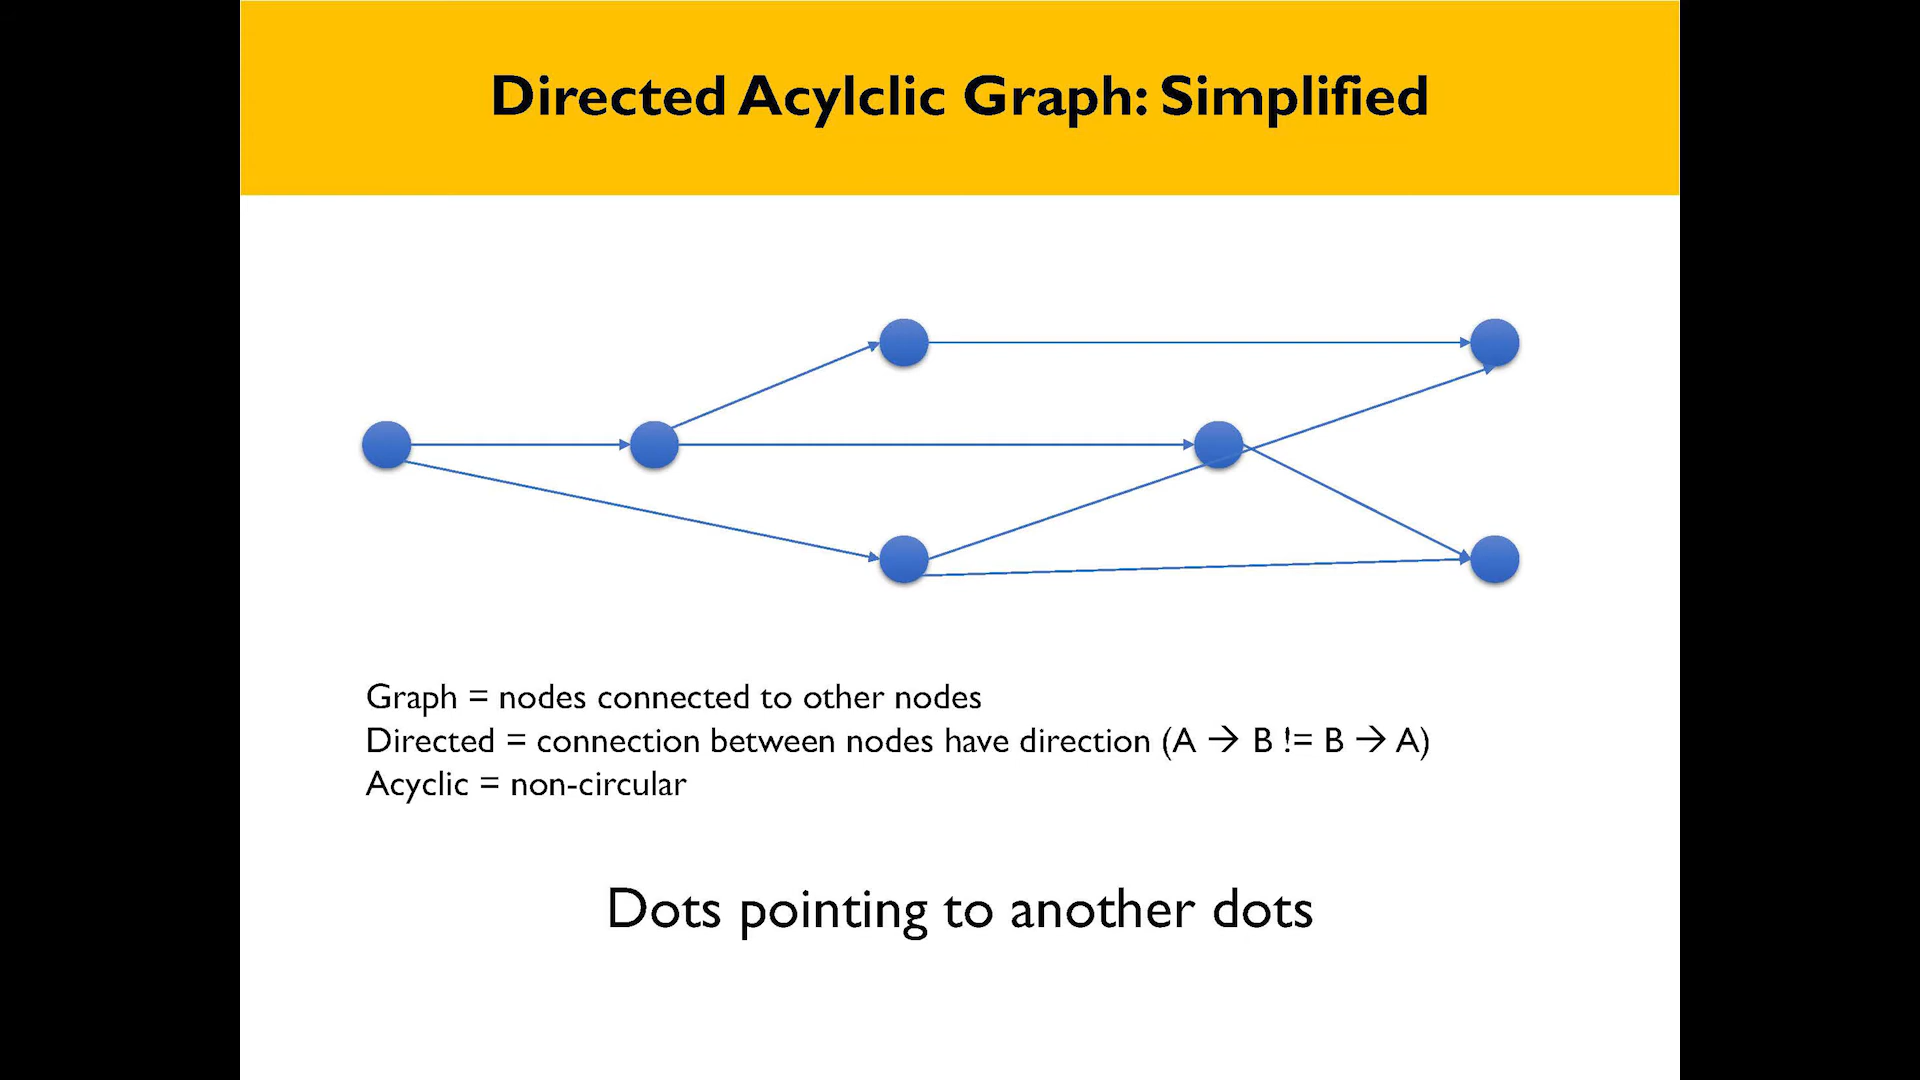 Directed Acylclic Graph: Simplified
Graph = nodes connected to other nodes
Directed = connection between nodes have direction (A → B != B → A)
Acyclic = non-circular
Dots pointing to another dots